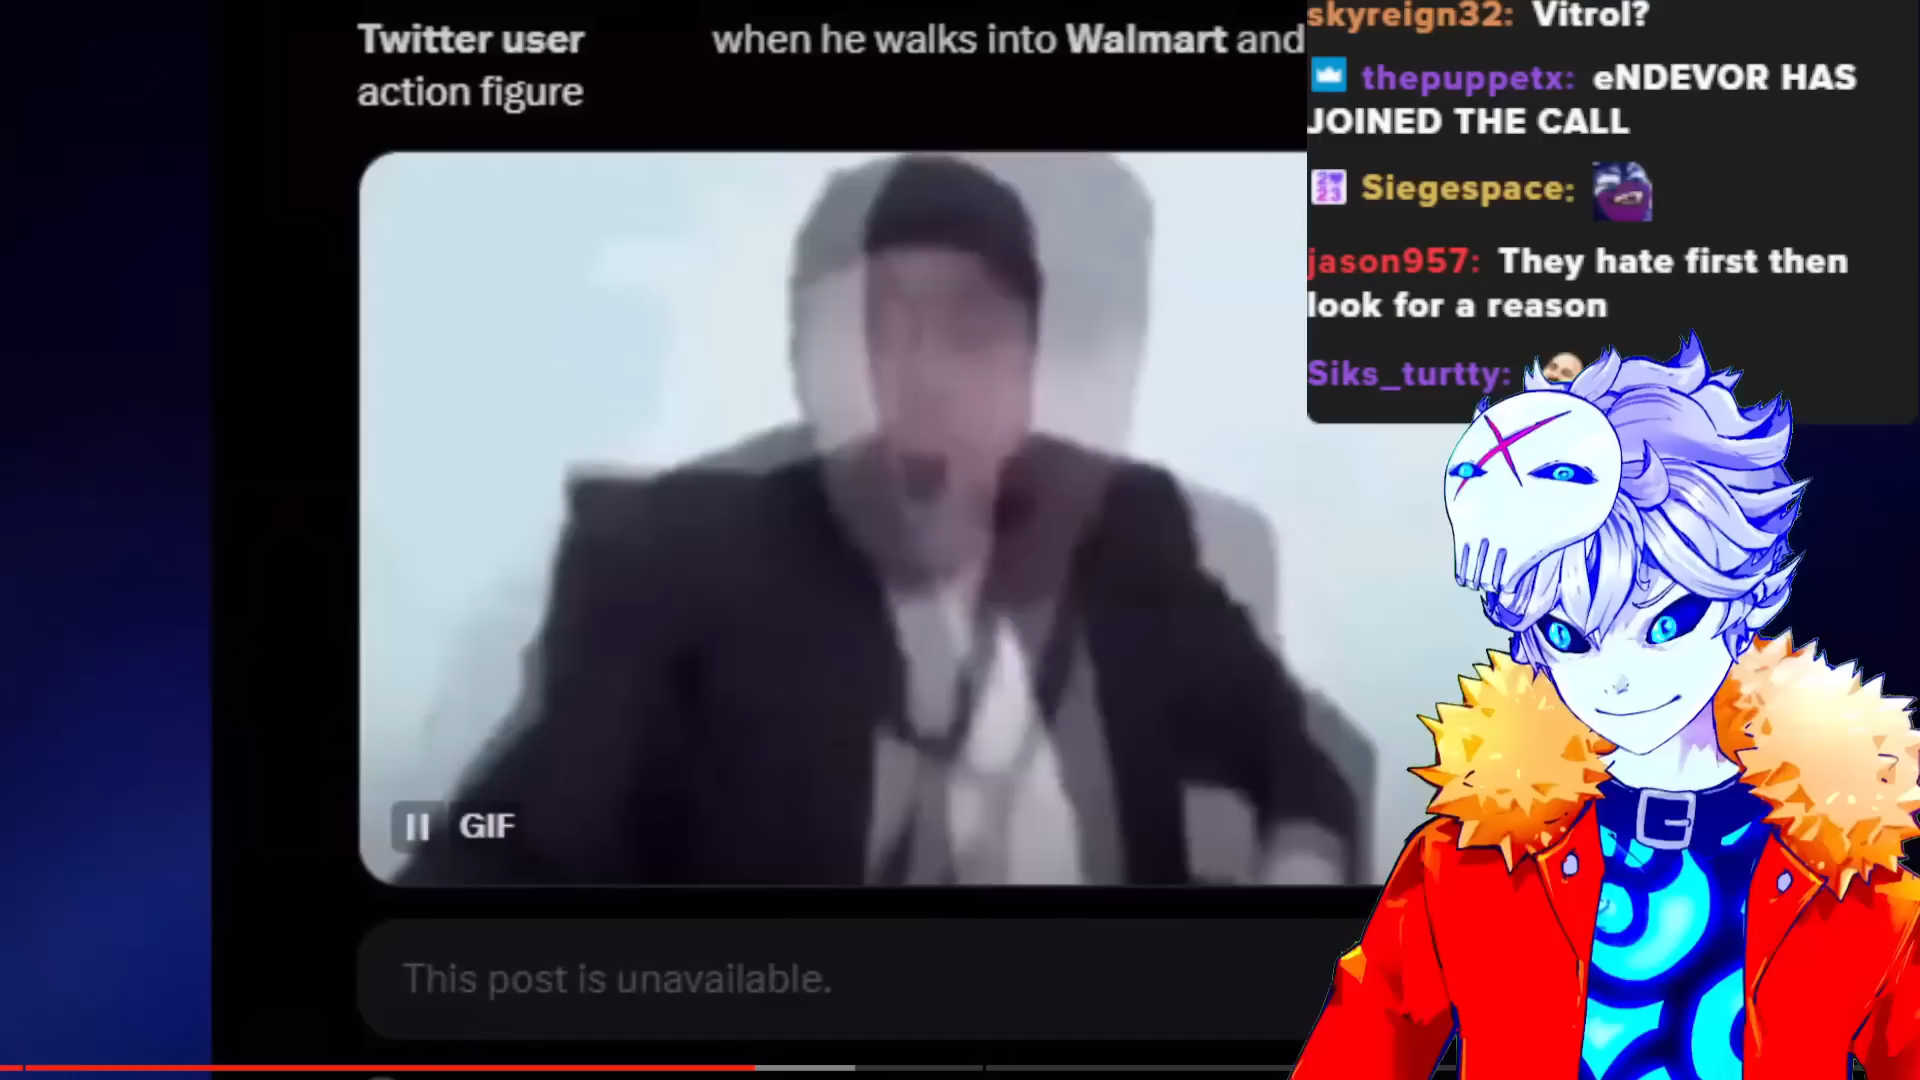 Twitter user when he walks into Walmart and
action figure
GIF
This post is unavailable.
skyreign32: Vitrol?
thepuppetx: eNDEVOR HAS
JOINED THE CALL
Siegespace:
jason957: They hate first then
look for a reason
Siks_turtty: